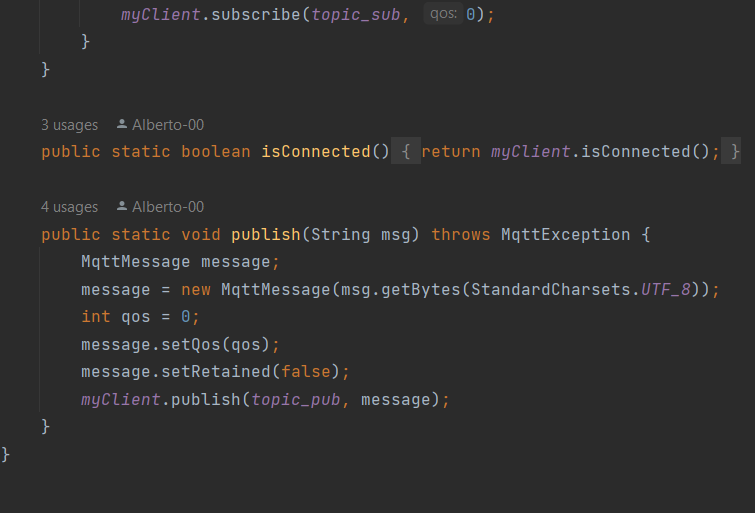 myClient.subscribe(topic_sub, qos: 0);
}
}
3 usages Alberto-00
public static boolean isConnected() { return myClient.isConnected(); }
4 usages Alberto-00
public static void publish(String msg) throws MqttException {
MqttMessage message;
message = new MqttMessage(msg.getBytes(StandardCharsets.UTF_8));
int qos = 0;
message.setQos(qos);
message.setRetained(false);
myClient.publish(topic_pub, message);
}
}